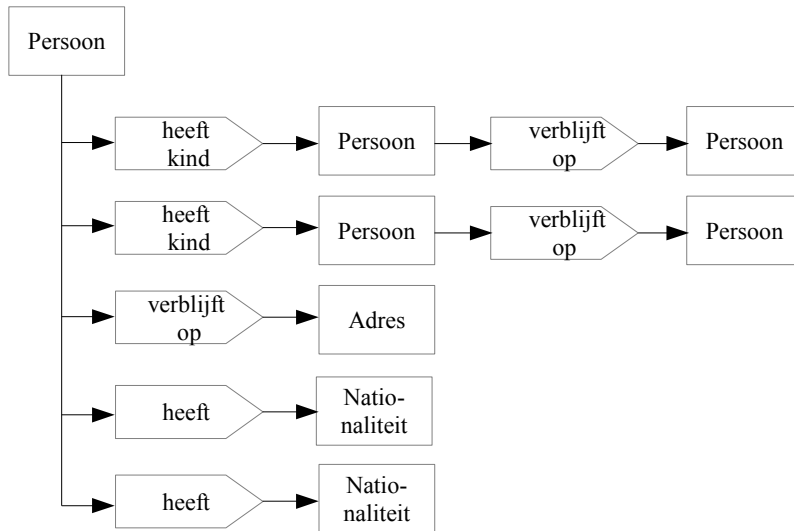 Persoon
heeft
kind
Persoon
verblijft
op
Persoon
heeft
kind
Persoon
verblijft
op
Persoon
verblijft
op
Adres
heeft
Natio-
naliteit
heeft
Natio-
naliteit